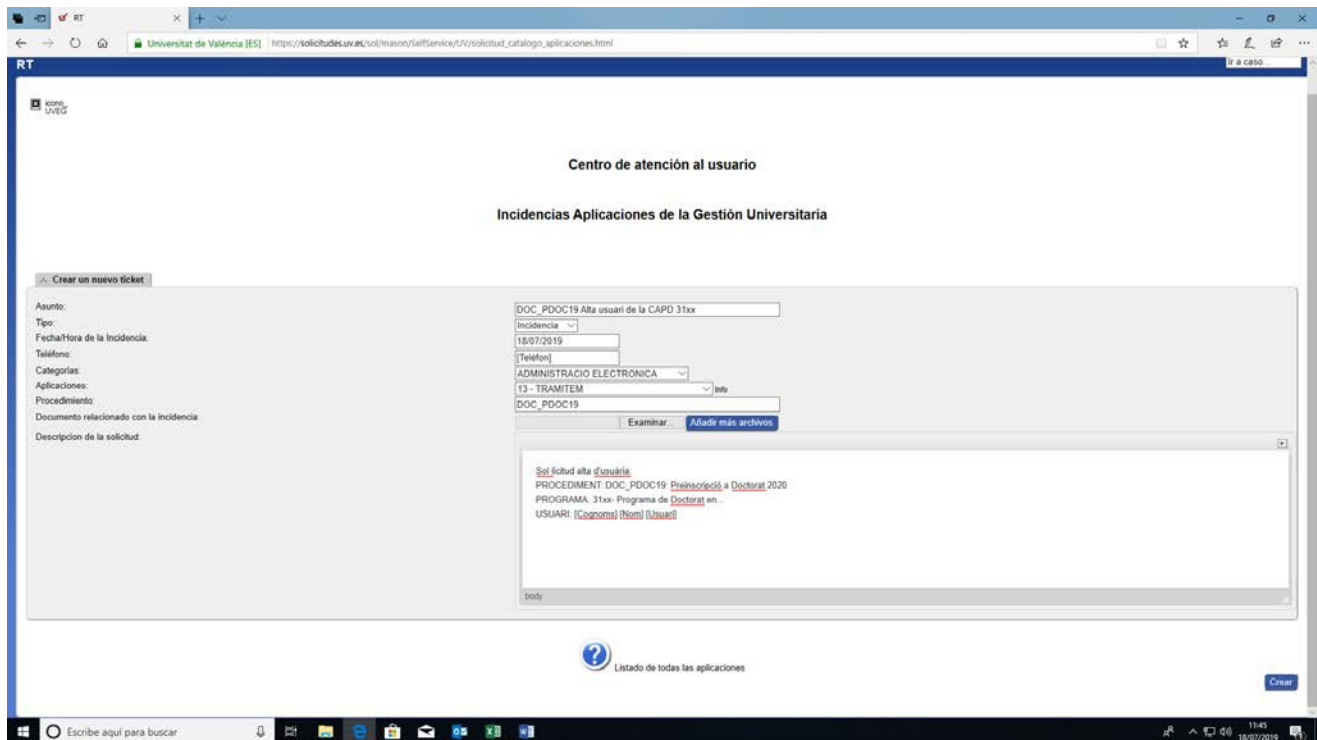 RT
Universitat de València [ES]
https://solicitudes.uv.es/sol/mason/SelfService/UV/solicitud_catalogo_aplicaciones.html
RT
Ir a caso...
icono
UVEG
Centro de atención al usuario
Incidencias Aplicaciones de la Gestión Universitaria
Crear un nuevo ticket
Asunto: DOC_PDOC19 Alta usuari de la CAPD 31xx
Tipo: Incidencia
Fecha/Hora de la Incidencia: 18/07/2019
Teléfono: [Telèfon]
Categorias: ADMINISTRACIO ELECTRONICA
Aplicaciones: 13 - TRAMITEM Info
Procedimiento: DOC_PDOC19
Documento relacionado con la incidencia: Examinar... Añadir más archivos
Descripcion de la solicitud:
Sol·licitud alta d'usuària:
PROCEDIMENT: DOC_PDOC19: Preinscripció a Doctorat 2020
PROGRAMA: 31xx- Programa de Doctorat en...
USUARI: [Cognoms] [Nom] [Usuari]
body
Listado de todas las aplicaciones
Crear
Escribe aquí para buscar
11:45
18/07/2019